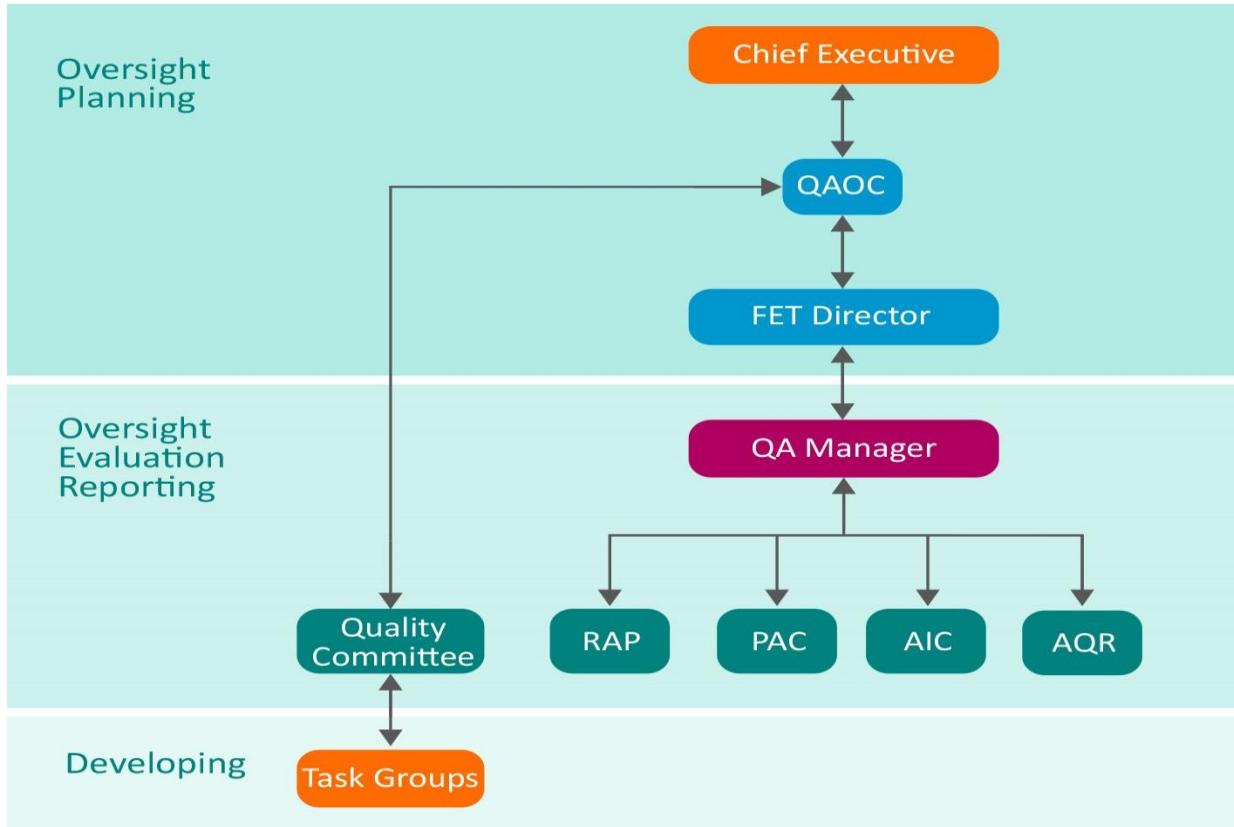 Oversight
Planning
Chief Executive
QAOC
FET Director
Oversight
Evaluation
Reporting
QA Manager
Quality
Committee
RAP
PAC
AIC
AQR
Developing
Task Groups